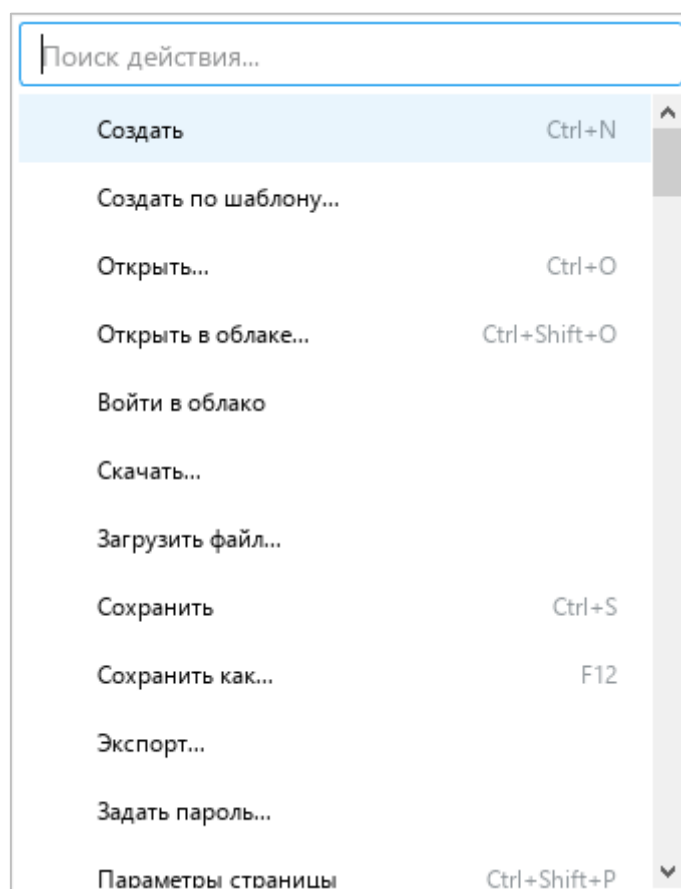 Поиск действия...
Создать Ctrl+N
Создать по шаблону...
Открыть... Ctrl+O
Открыть в облаке... Ctrl+Shift+O
Войти в облако
Скачать...
Загрузить файл...
Сохранить Ctrl+S
Сохранить как... F12
Экспорт...
Задать пароль...
Параметры страницы Ctrl+Shift+P